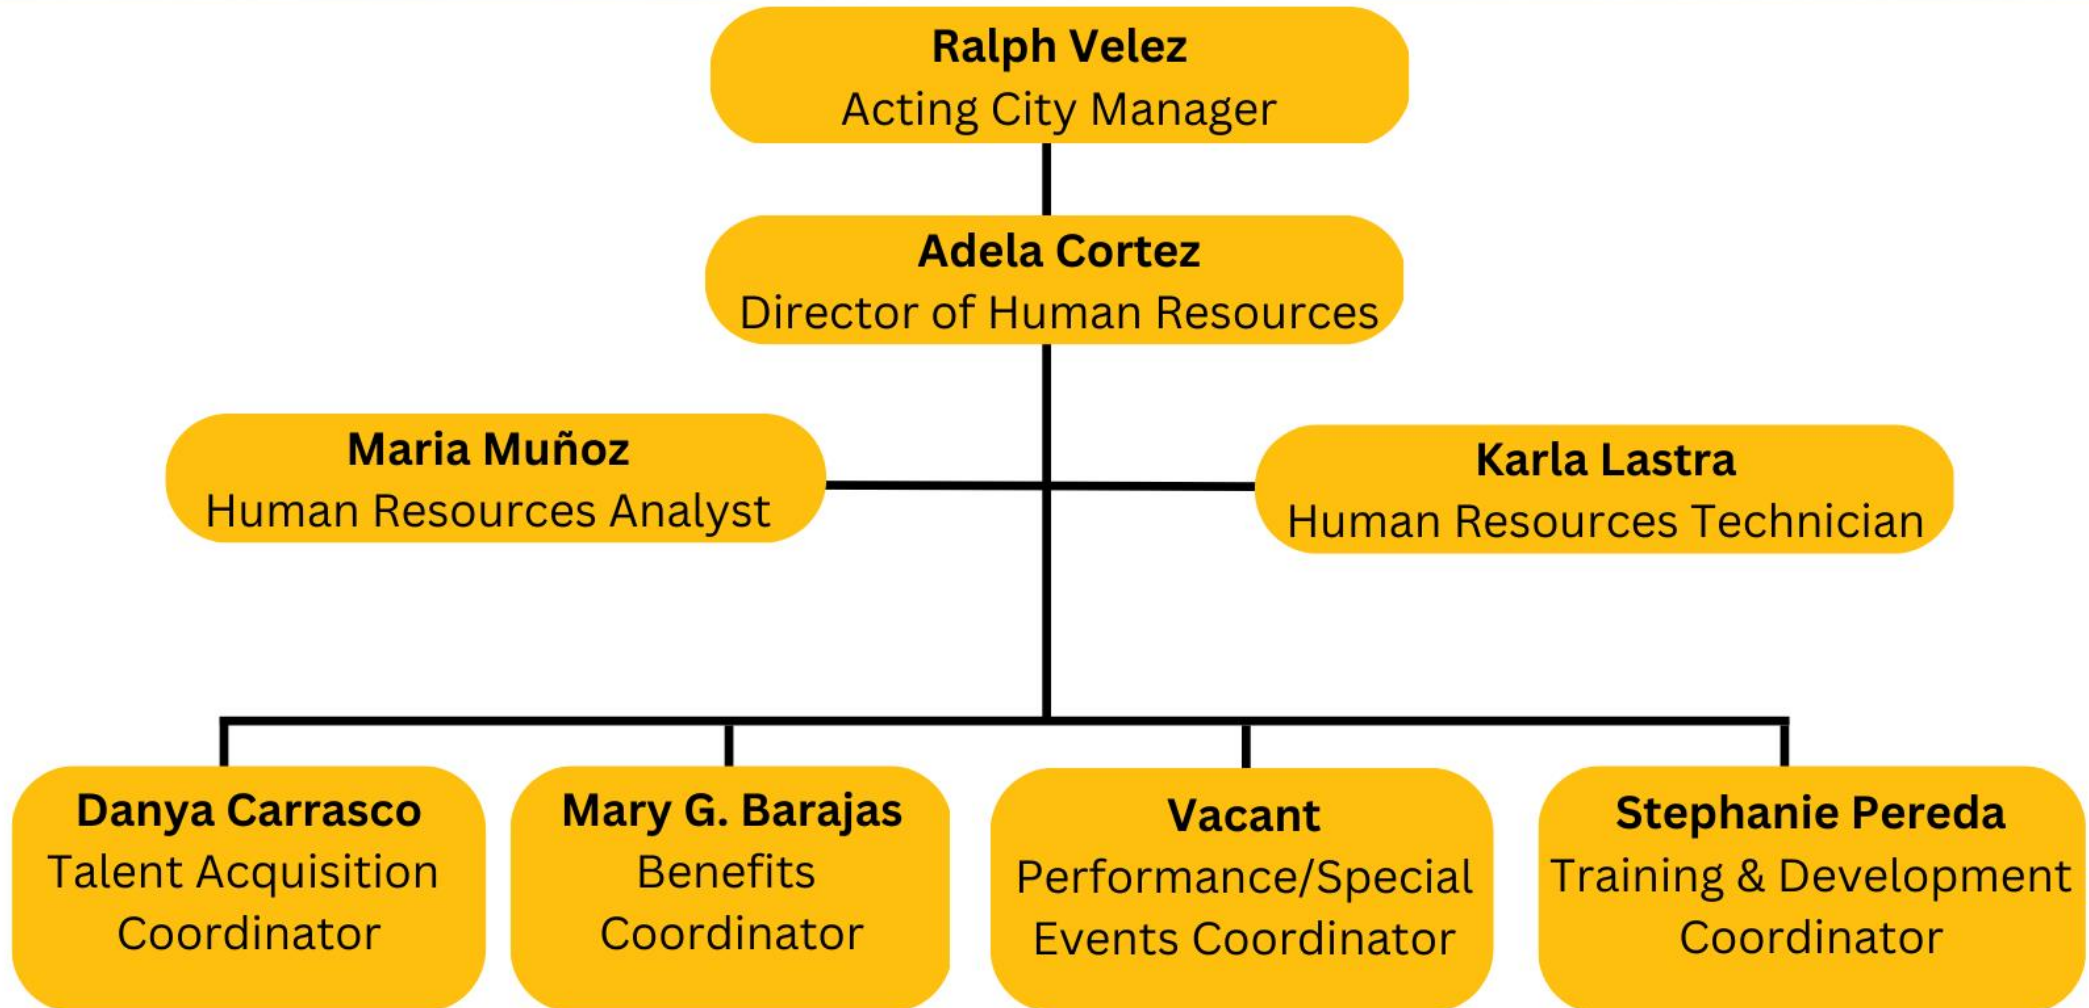 Ralph Velez
Acting City Manager
Adela Cortez
Director of Human Resources
Maria Muñoz
Human Resources Analyst
Karla Lastra
Human Resources Technician
Danya Carrasco
Talent Acquisition
Coordinator
Mary G. Barajas
Benefits
Coordinator
Vacant
Performance/Special
Events Coordinator
Stephanie Pereda
Training & Development
Coordinator